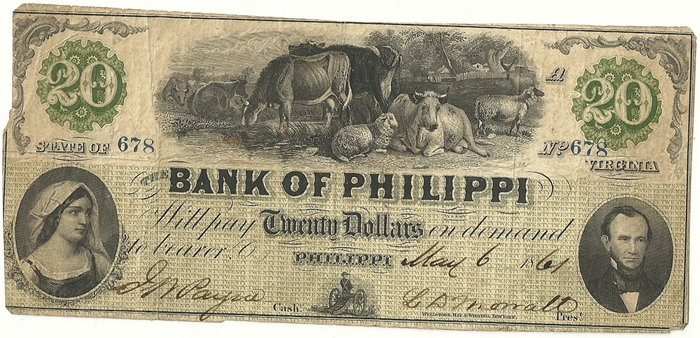 20 A 20
STATE OF 678 Nº 678
VIRGINIA
THE
BANK OF PHILIPPI
Will pay Twenty Dollars on demand
to bearer.
PHILIPPI May 6 1861
J W Payne Cash. Pres.